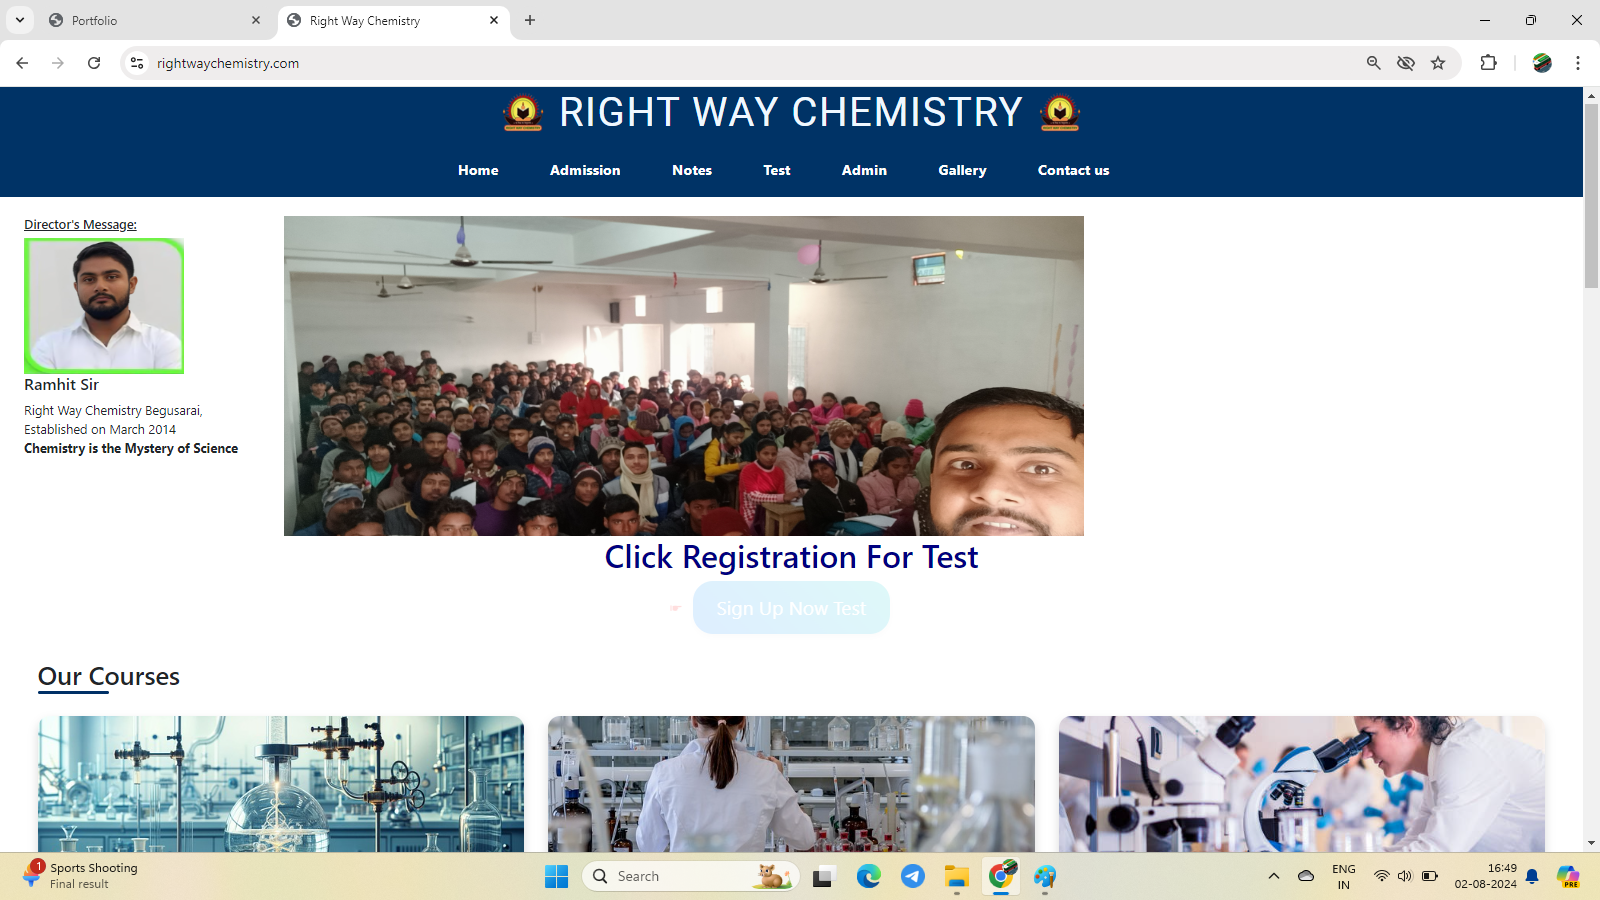 Portfolio
Right Way Chemistry
rightwaychemistry.com
RIGHT WAY CHEMISTRY
Home Admission Notes Test Admin Gallery Contact us
Director's Message:
Ramhit Sir
Right Way Chemistry Begusarai,
Established on March 2014
Chemistry is the Mystery of Science
Click Registration For Test
Sign Up Now Test
Our Courses
1
Sports Shooting
Final result
Search
ENG
IN
16:49
02-08-2024
PRE